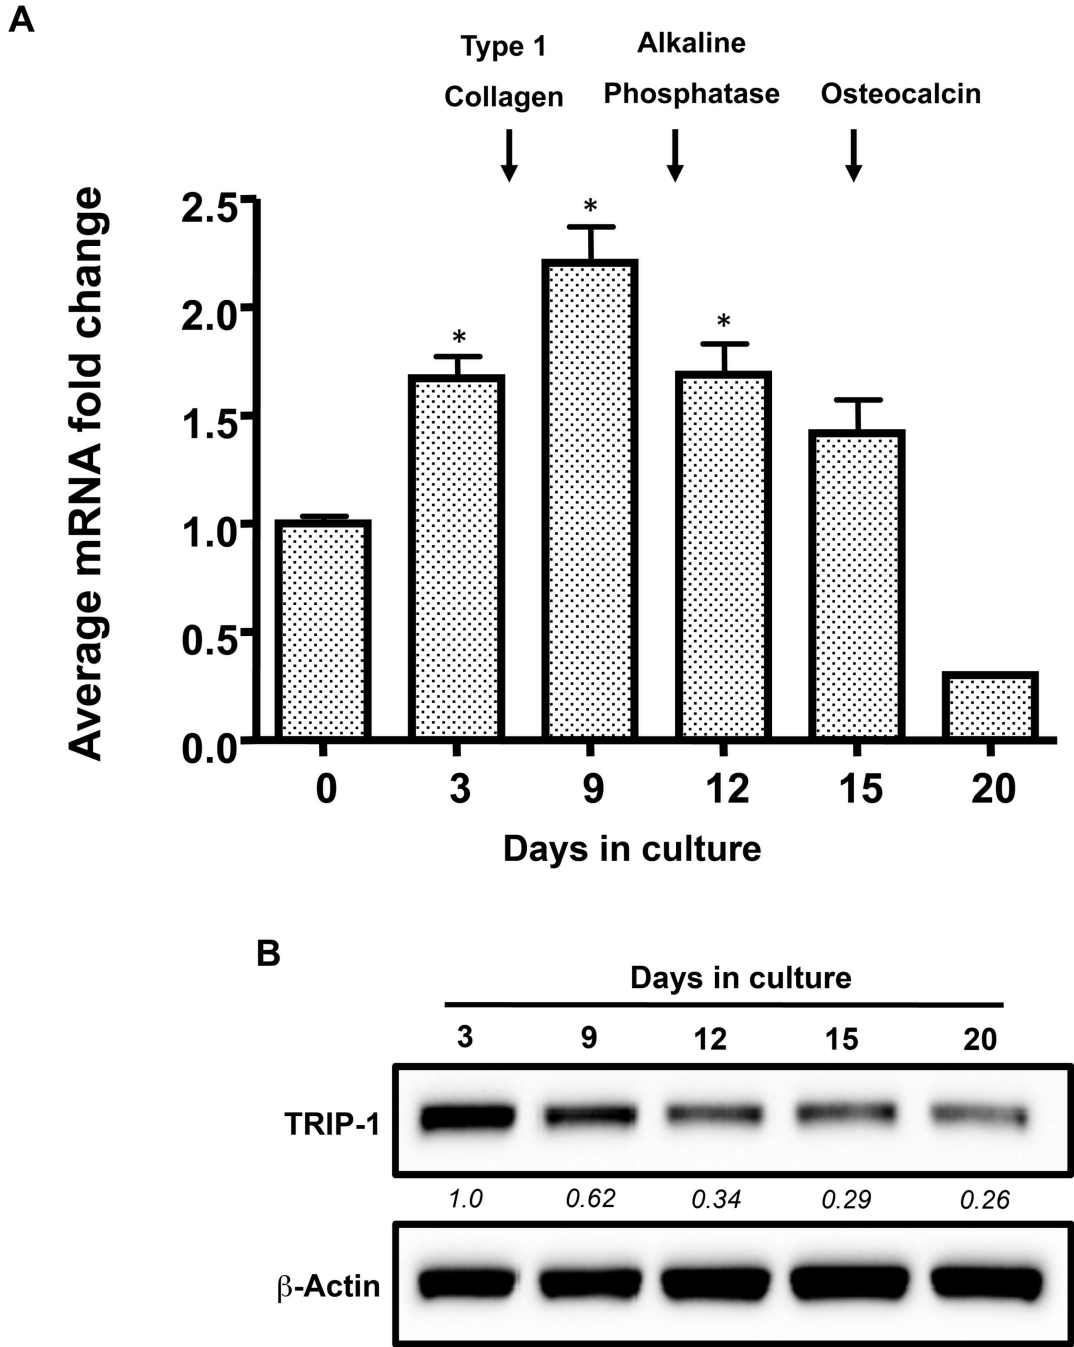 A
Type 1
Collagen
Alkaline
Phosphatase
Osteocalcin
Average mRNA fold change
2.5
2.0
1.5
1.0
0.5
0.0
*
*
*
0 3 9 12 15 20
Days in culture
B
Days in culture
3 9 12 15 20
TRIP-1
1.0 0.62 0.34 0.29 0.26
β-Actin